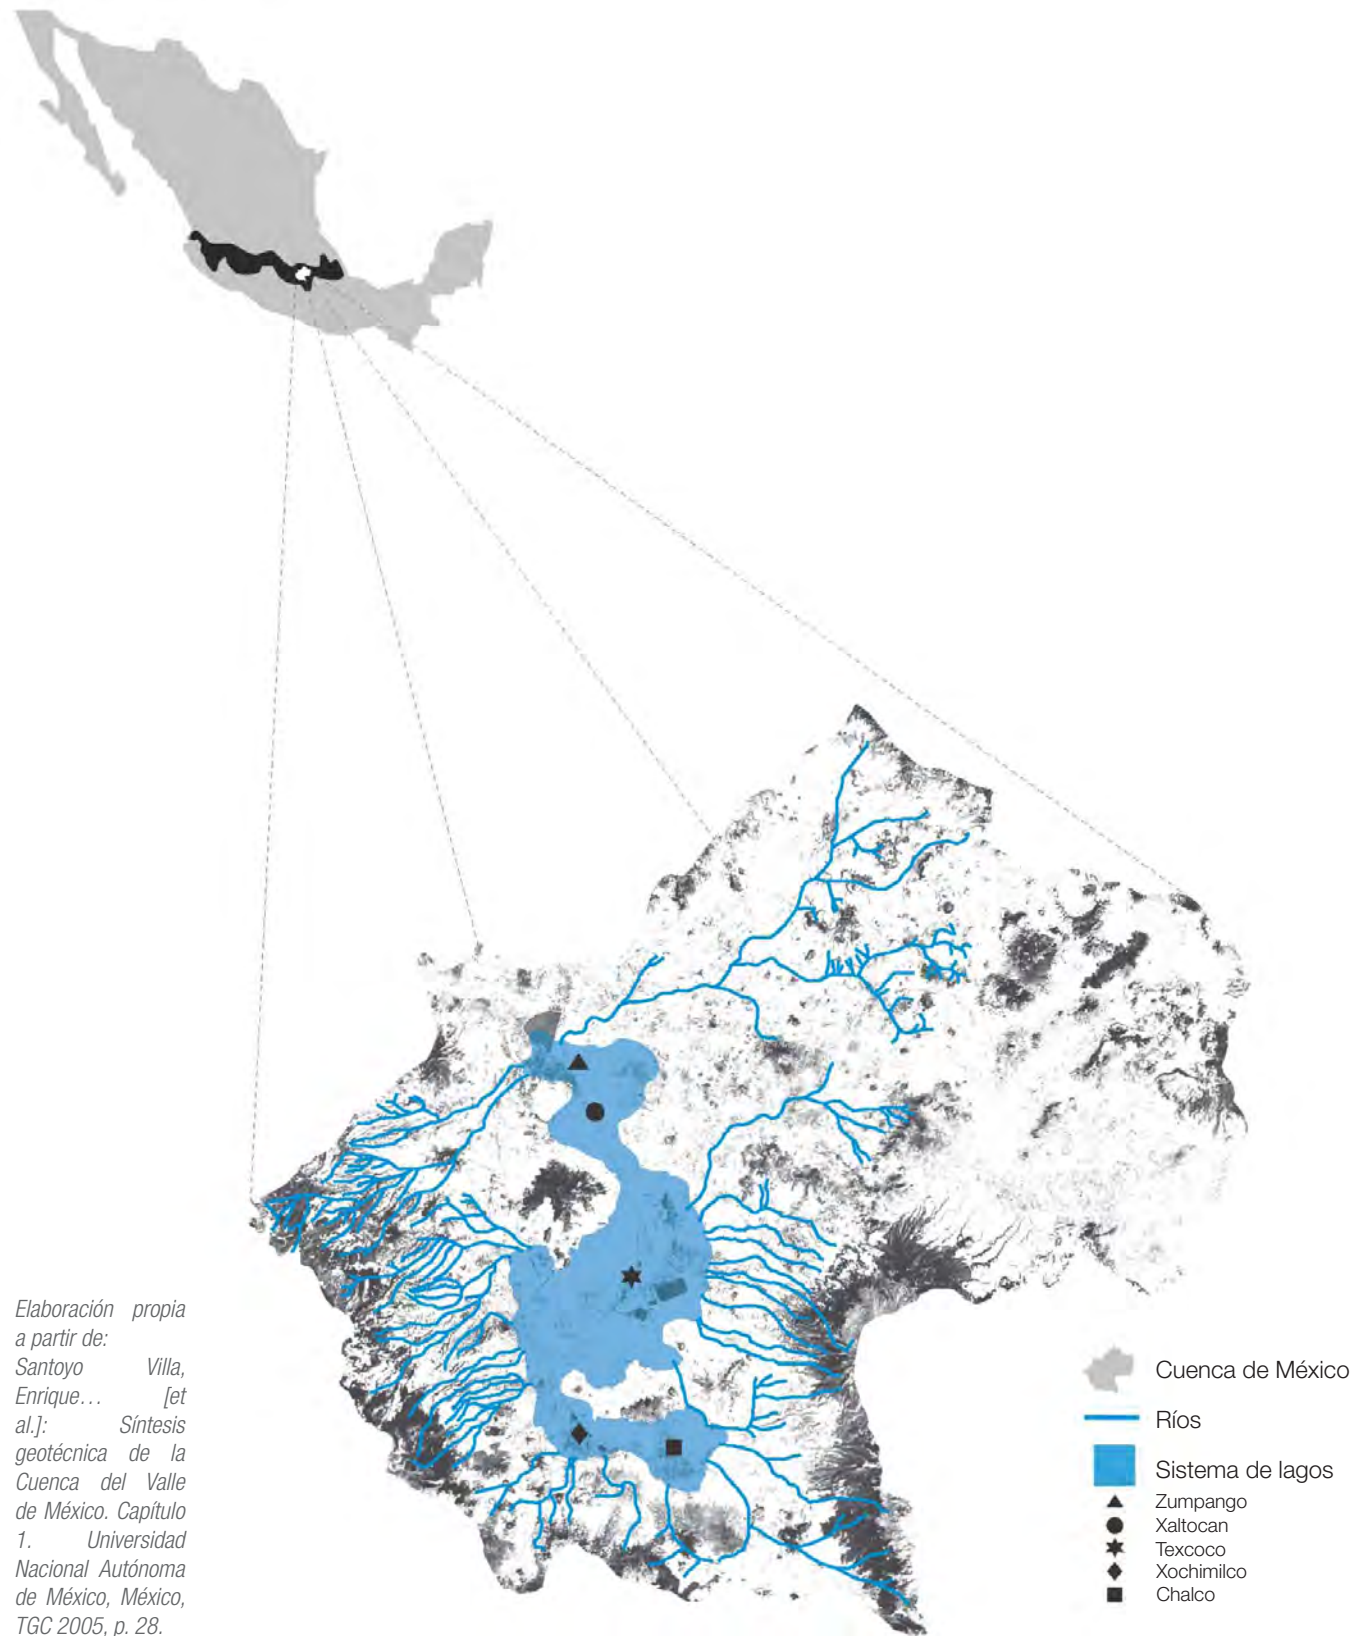 Elaboración propia
a partir de:
Santoyo Villa,
Enrique... [et
al.]: Síntesis
geotécnica de la
Cuenca del Valle
de México. Capítulo
1. Universidad
Nacional Autónoma
de México, México,
TGC 2005, p. 28.
Cuenca de México
Ríos
Sistema de lagos
Zumpango
Xaltocan
Texcoco
Xochimilco
Chalco